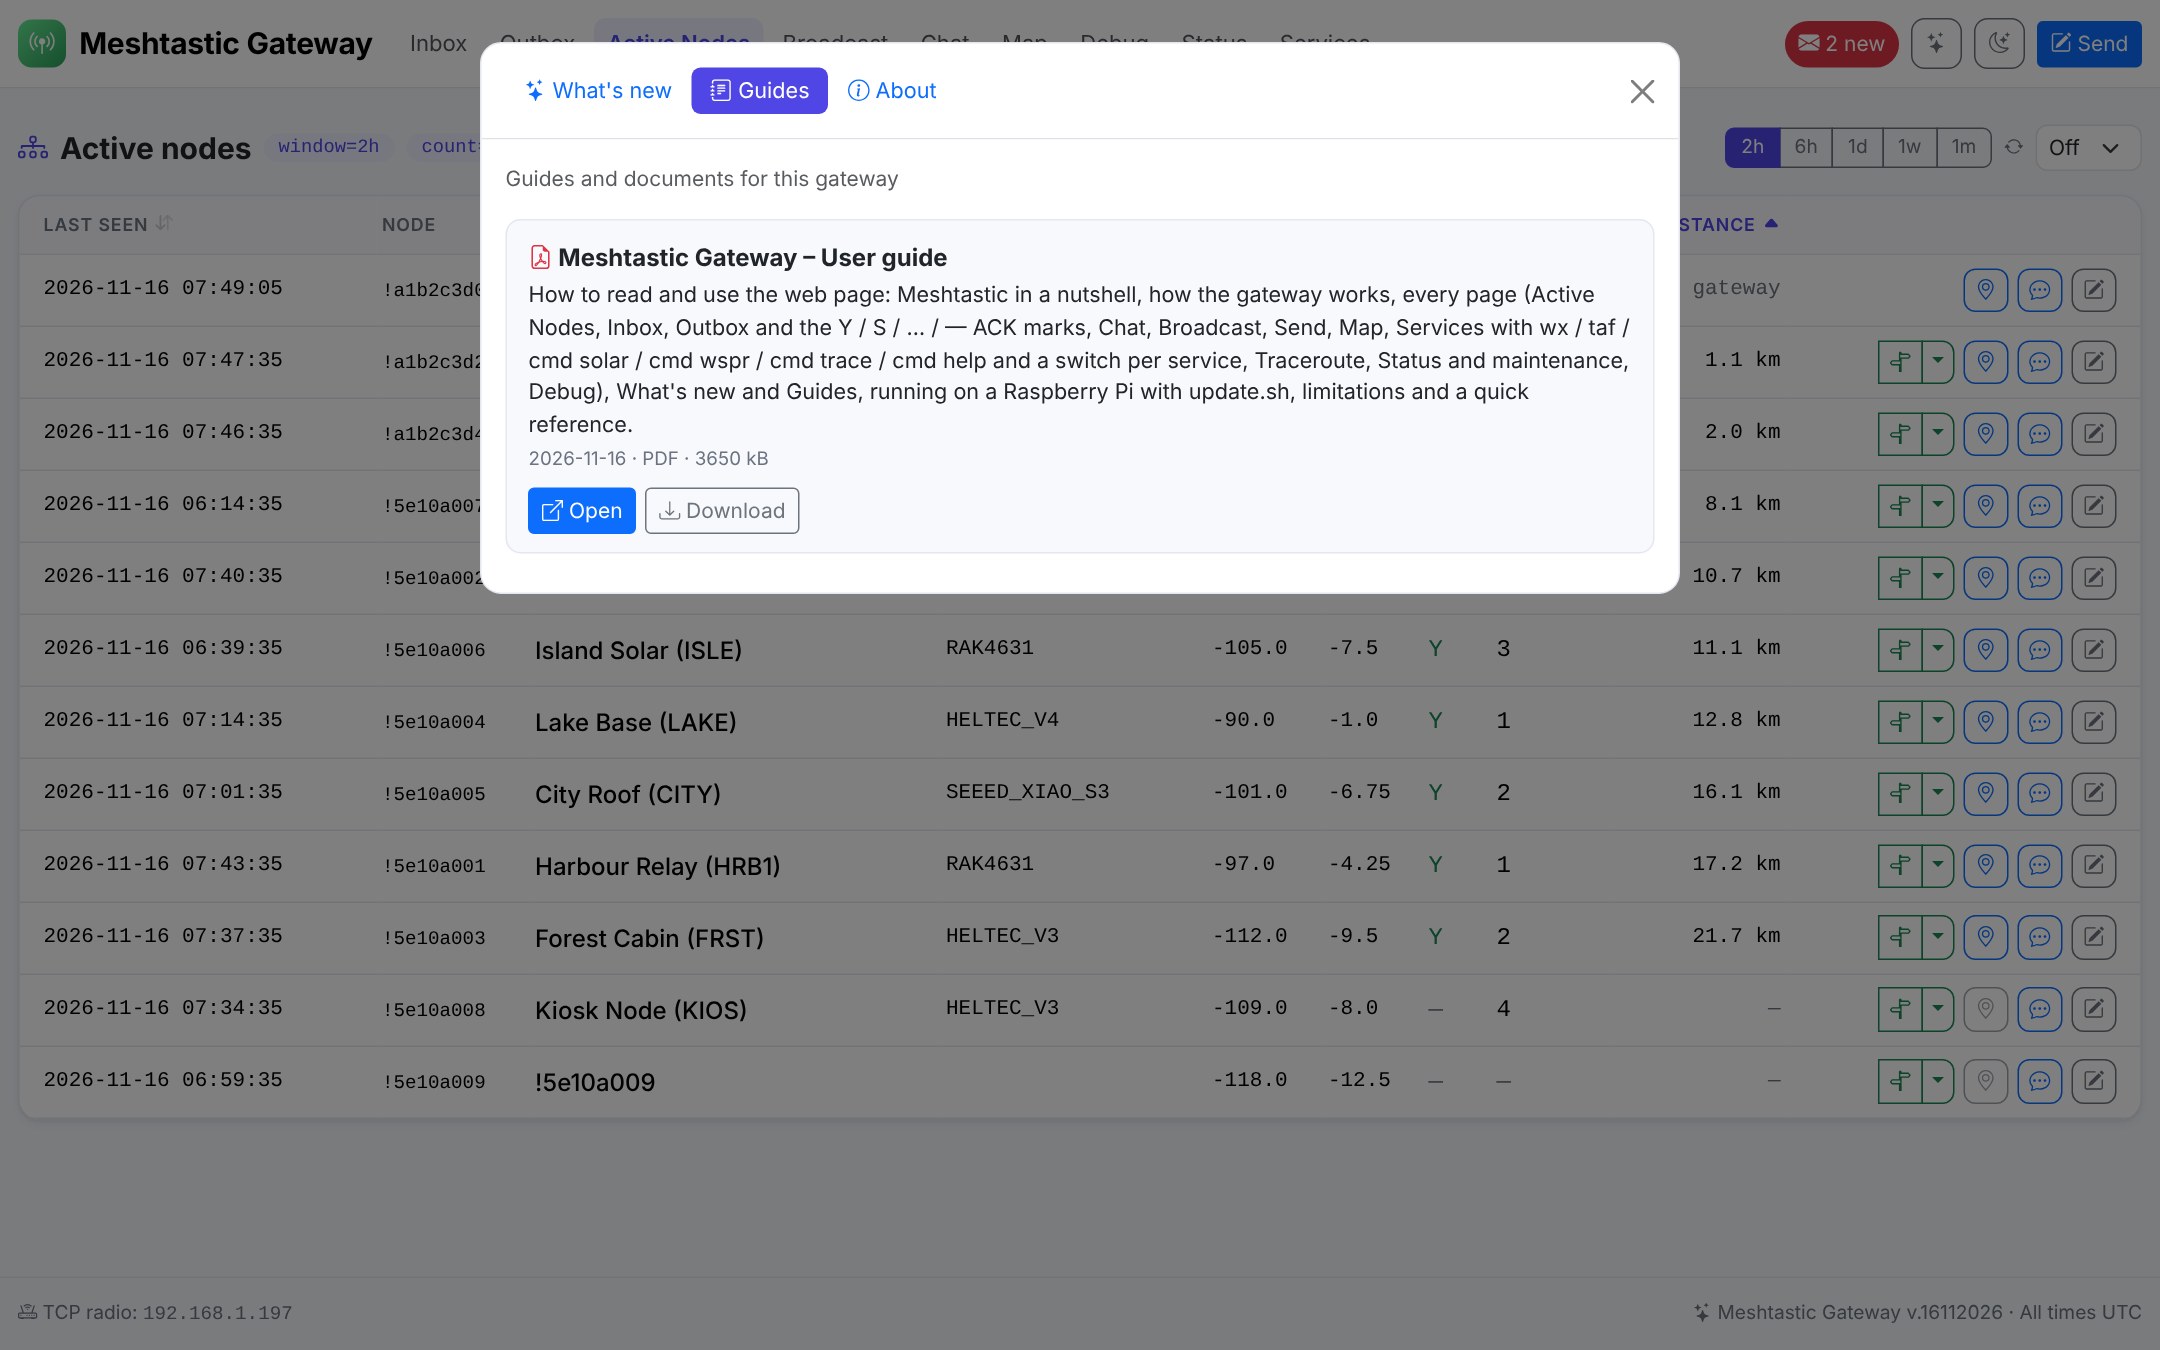 Meshtastic Gateway Inbox Outbox Active Nodes Broadcast Chat Map Debug Status Services 2 new Send
What's new Guides About
Active nodes window=2h count= 2h 6h 1d 1w 1m Off
Guides and documents for this gateway
Meshtastic Gateway – User guide
How to read and use the web page: Meshtastic in a nutshell, how the gateway works, every page (Active
Nodes, Inbox, Outbox and the Y / S / … / — ACK marks, Chat, Broadcast, Send, Map, Services with wx / taf /
cmd solar / cmd wspr / cmd trace / cmd help and a switch per service, Traceroute, Status and maintenance,
Debug), What's new and Guides, running on a Raspberry Pi with update.sh, limitations and a quick
reference.
2026-11-16 · PDF · 3650 kB
Open Download
LAST SEEN NODE STANCE
2026-11-16 07:49:05 !a1b2c3d gateway
2026-11-16 07:47:35 !a1b2c3d2 1.1 km
2026-11-16 07:46:35 !a1b2c3d4 2.0 km
2026-11-16 06:14:35 !5e10a007 8.1 km
2026-11-16 07:40:35 !5e10a002 10.7 km
2026-11-16 06:39:35 !5e10a006 Island Solar (ISLE) RAK4631 -105.0 -7.5 Y 3 11.1 km
2026-11-16 07:14:35 !5e10a004 Lake Base (LAKE) HELTEC_V4 -90.0 -1.0 Y 1 12.8 km
2026-11-16 07:01:35 !5e10a005 City Roof (CITY) SEEED_XIAO_S3 -101.0 -6.75 Y 2 16.1 km
2026-11-16 07:43:35 !5e10a001 Harbour Relay (HRB1) RAK4631 -97.0 -4.25 Y 1 17.2 km
2026-11-16 07:37:35 !5e10a003 Forest Cabin (FRST) HELTEC_V3 -112.0 -9.5 Y 2 21.7 km
2026-11-16 07:34:35 !5e10a008 Kiosk Node (KIOS) HELTEC_V3 -109.0 -8.0 — 4 —
2026-11-16 06:59:35 !5e10a009 !5e10a009 -118.0 -12.5 — — —
TCP radio: 192.168.1.197 Meshtastic Gateway v.16112026 · All times UTC